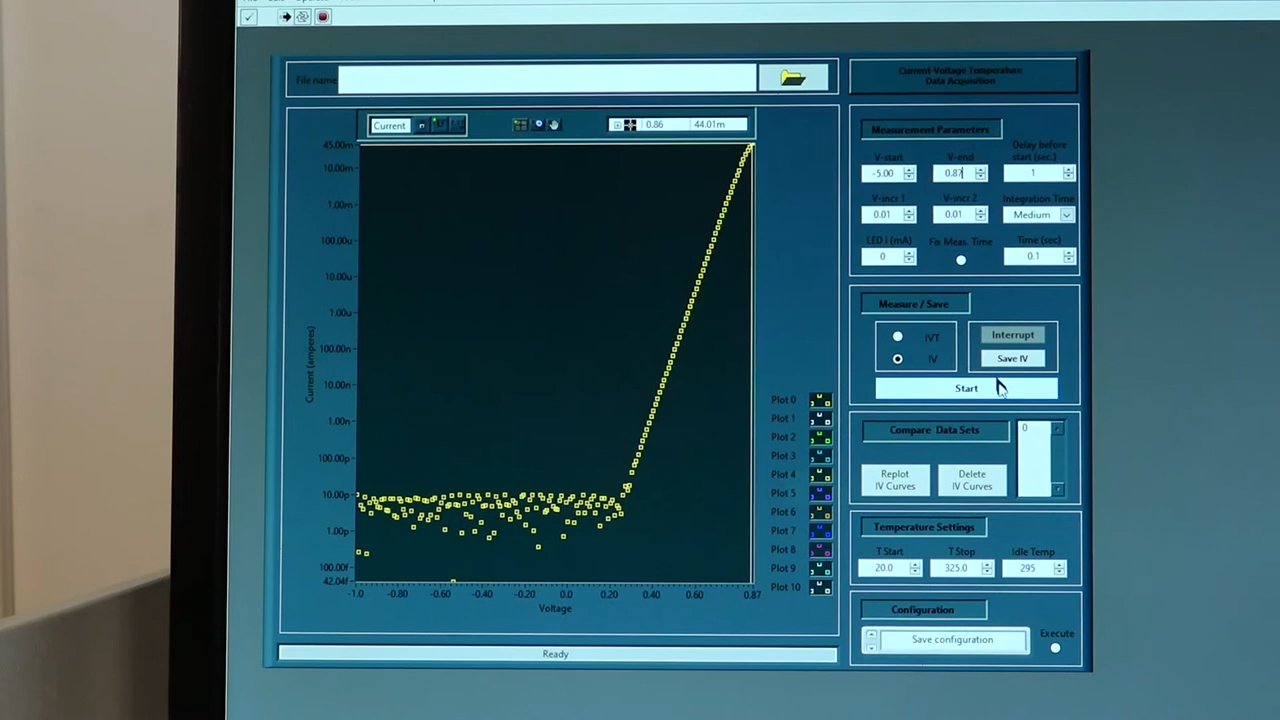 File name
Current-Voltage Temperature
Data Acquisition
Current
0.86
44.01m
Measurement Parameters
V-start
V-end
Delay before
start (sec.)
-5.00
0.87
1
V-incr 1
V-incr 2
Integration Time
0.01
0.01
Medium
LED I (mA)
Fix Meas. Time
Time (sec)
0
0.1
45.00m
10.00m
1.00m
100.00u
10.00u
1.00u
100.00n
10.00n
1.00n
100.00p
10.00p
1.00p
100.00f
42.04f
Current (amperes)
-1.0
-0.80
-0.60
-0.40
-0.20
0.0
0.20
0.40
0.60
0.87
Voltage
Plot 0
Plot 1
Plot 2
Plot 3
Plot 4
Plot 5
Plot 6
Plot 7
Plot 8
Plot 9
Plot 10
Measure / Save
IVT
IV
Interrupt
Save IV
Start
Compare Data Sets
0
Replot
IV Curves
Delete
IV Curves
Temperature Settings
T Start
T Stop
Idle Temp
20.0
325.0
295
Configuration
Save configuration
Execute
Ready